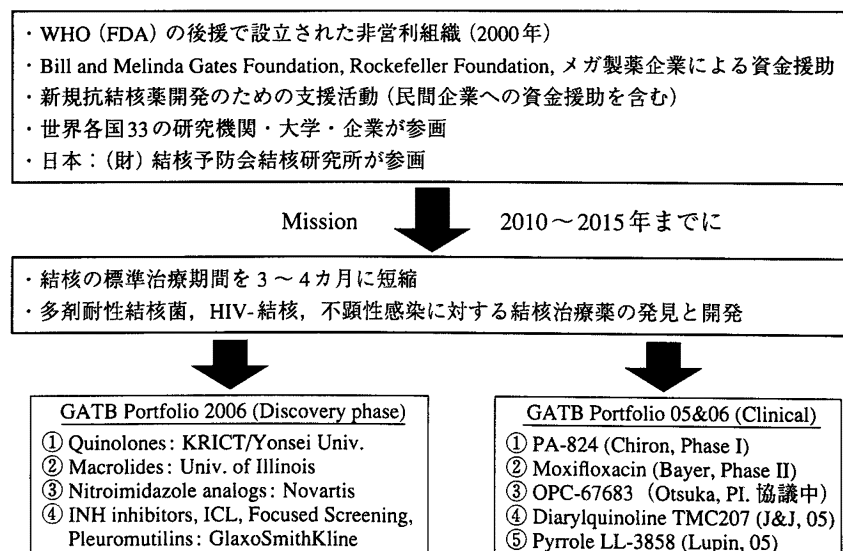 ・WHO (FDA) の後援で設立された非営利組織 (2000年)
・Bill and Melinda Gates Foundation, Rockefeller Foundation, メガ製薬企業による資金援助
・新規抗結核薬開発のための支援活動 (民間企業への資金援助を含む)
・世界各国33の研究機関・大学・企業が参画
・日本：(財) 結核予防会結核研究所が参画
Mission 2010～2015年までに
・結核の標準治療期間を3～4カ月に短縮
・多剤耐性結核菌，HIV-結核，不顕性感染に対する結核治療薬の発見と開発
GATB Portfolio 2006 (Discovery phase)
① Quinolones: KRICT/Yonsei Univ.
② Macrolides: Univ. of Illinois
③ Nitroimidazole analogs: Novartis
④ INH inhibitors, ICL, Focused Screening,
Pleuromutilins: GlaxoSmithKline
GATB Portfolio 05&06 (Clinical)
① PA-824 (Chiron, Phase I)
② Moxifloxacin (Bayer, Phase II)
③ OPC-67683 (Otsuka, PI. 協議中)
④ Diarylquinoline TMC207 (J&J, 05)
⑤ Pyrrole LL-3858 (Lupin, 05)